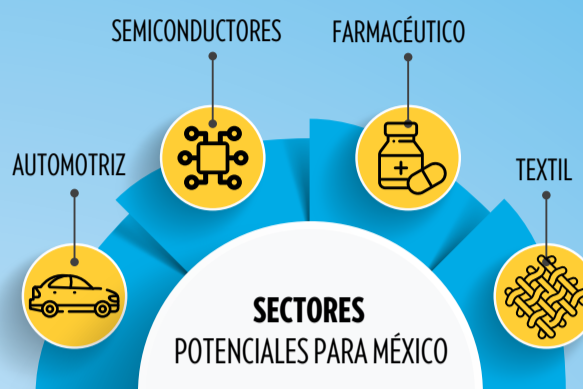 SEMICONDUCTORES
FARMACÉUTICO
AUTOMOTRIZ
TEXTIL
SECTORES
POTENCIALES PARA MÉXICO